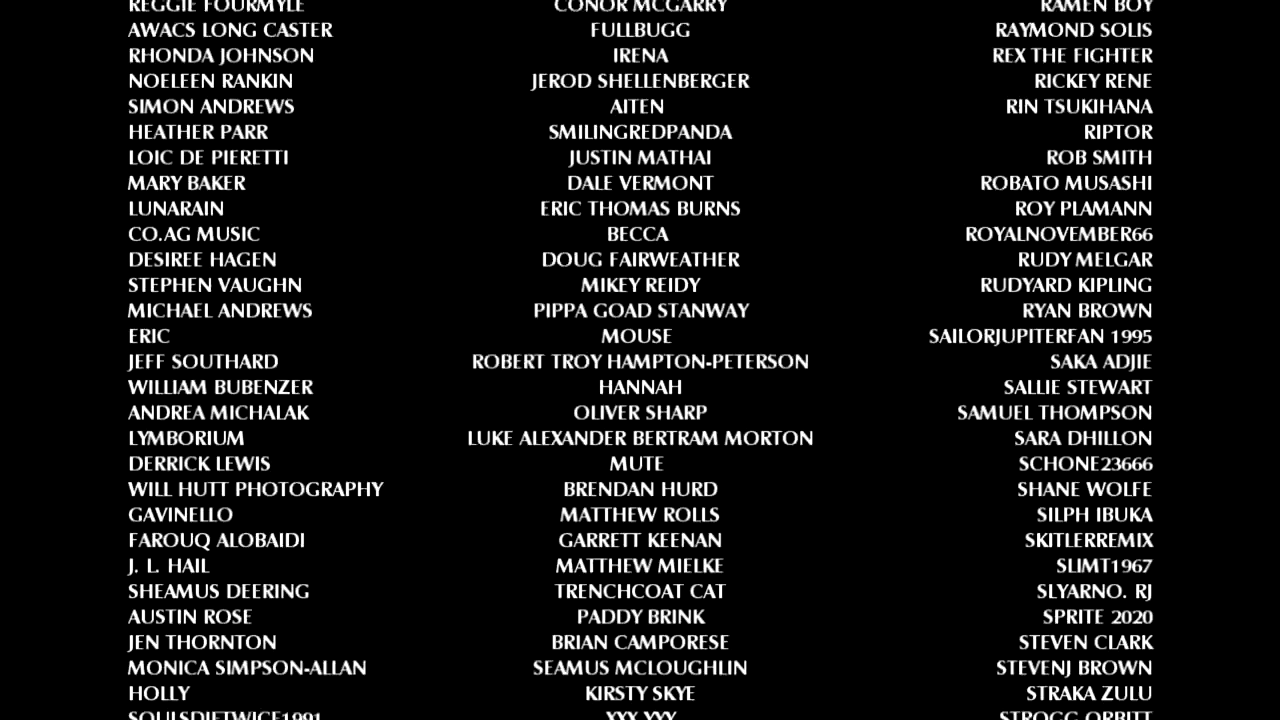 REGGIE FOURMYLE CONOR MCGARRY RAMEN BOY
AWACS LONG CASTER FULLBUGG RAYMOND SOLIS
RHONDA JOHNSON IRENA REX THE FIGHTER
NOELEEN RANKIN JEROD SHELLENBERGER RICKEY RENE
SIMON ANDREWS AITEN RIN TSUKIHANA
HEATHER PARR SMILINGREDPANDA RIPTOR
LOIC DE PIERETTI JUSTIN MATHAI ROB SMITH
MARY BAKER DALE VERMONT ROBATO MUSASHI
LUNARAIN ERIC THOMAS BURNS ROY PLAMANN
CO.AG MUSIC BECCA ROYALNOVEMBER66
DESIREE HAGEN DOUG FAIRWEATHER RUDY MELGAR
STEPHEN VAUGHN MIKEY REIDY RUDYARD KIPLING
MICHAEL ANDREWS PIPPA GOAD STANWAY RYAN BROWN
ERIC MOUSE SAILORJUPITERFAN 1995
JEFF SOUTHARD ROBERT TROY HAMPTON-PETERSON SAKA ADJIE
WILLIAM BUBENZER HANNAH SALLIE STEWART
ANDREA MICHALAK OLIVER SHARP SAMUEL THOMPSON
LYMBORIUM LUKE ALEXANDER BERTRAM MORTON SARA DHILLON
DERRICK LEWIS MUTE SCHONE23666
WILL HUTT PHOTOGRAPHY BRENDAN HURD SHANE WOLFE
GAVINELLO MATTHEW ROLLS SILPH IBUKA
FAROUQ ALOBAIDI GARRETT KEENAN SKITLERREMIX
J. L. HAIL MATTHEW MIELKE SLIMT1967
SHEAMUS DEERING TRENCHCOAT CAT SLYARNO. RJ
AUSTIN ROSE PADDY BRINK SPRITE 2020
JEN THORNTON BRIAN CAMPORESE STEVEN CLARK
MONICA SIMPSON-ALLAN SEAMUS MCLOUGHLIN STEVENJ BROWN
HOLLY KIRSTY SKYE STRAKA ZULU
SOULSDIETWICE1991 XXX YYY STROGG ORBITT